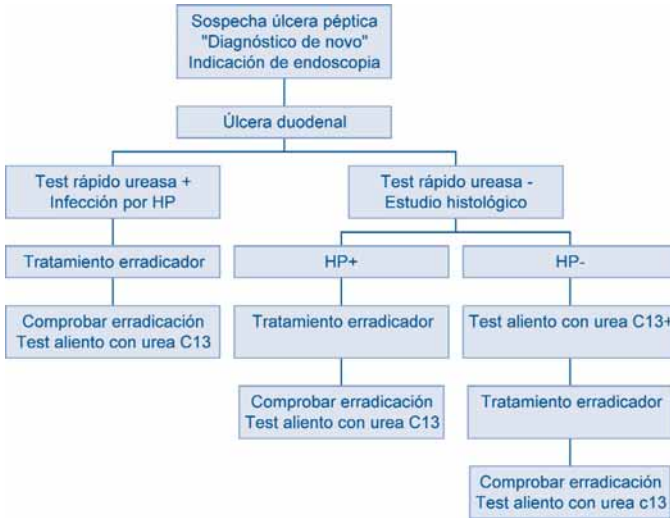 Sospecha úlcera péptica
"Diagnóstico de novo"
Indicación de endoscopia
Úlcera duodenal
Test rápido ureasa +
Infección por HP
Test rápido ureasa -
Estudio histológico
Tratamiento erradicador
HP+
HP-
Comprobar erradicación
Test aliento con urea C13
Tratamiento erradicador
Test aliento con urea C13+
Comprobar erradicación
Test aliento con urea C13
Tratamiento erradicador
Comprobar erradicación
Test aliento con urea c13